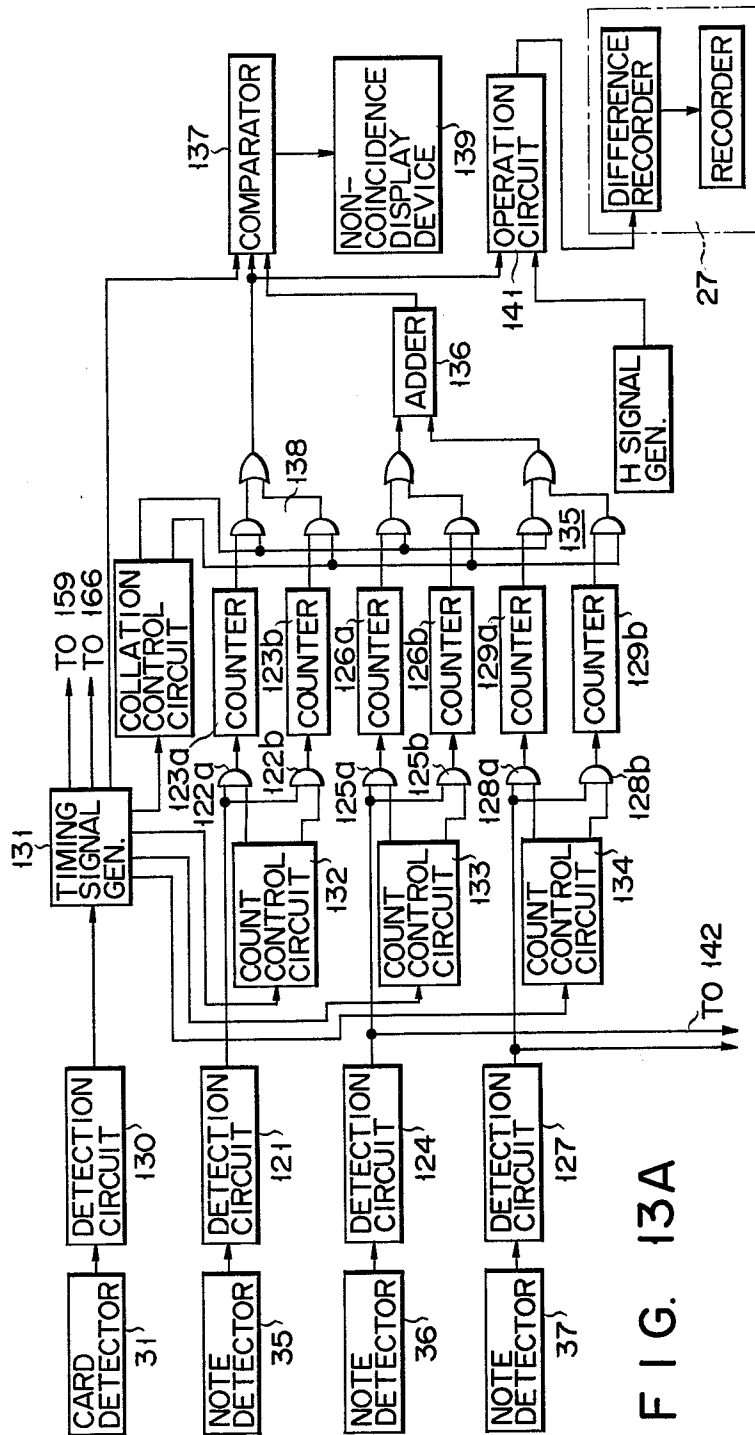 CARD
DETECTOR
31
DETECTION
CIRCUIT
130
131
TIMING
SIGNAL
GEN.
TO 159
TO 166
COLLATION
CONTROL
CIRCUIT
137
COMPARATOR
NON-
COINCIDENCE
DISPLAY
DEVICE
139
NOTE
DETECTOR
35
DETECTION
CIRCUIT
121
COUNT
CONTROL
CIRCUIT
132
122a
122b
123a
COUNTER
COUNTER
123b
138
NOTE
DETECTOR
36
DETECTION
CIRCUIT
124
COUNT
CONTROL
CIRCUIT
133
125a
125b
COUNTER
126a
COUNTER
126b
ADDER
136
OPERATION
CIRCUIT
141
NOTE
DETECTOR
37
DETECTION
CIRCUIT
127
COUNT
CONTROL
CIRCUIT
134
128a
128b
COUNTER
129a
COUNTER
129b
135
H SIGNAL
GEN.
DIFFERENCE
RECORDER
RECORDER
27
TO 142
FIG. 13A